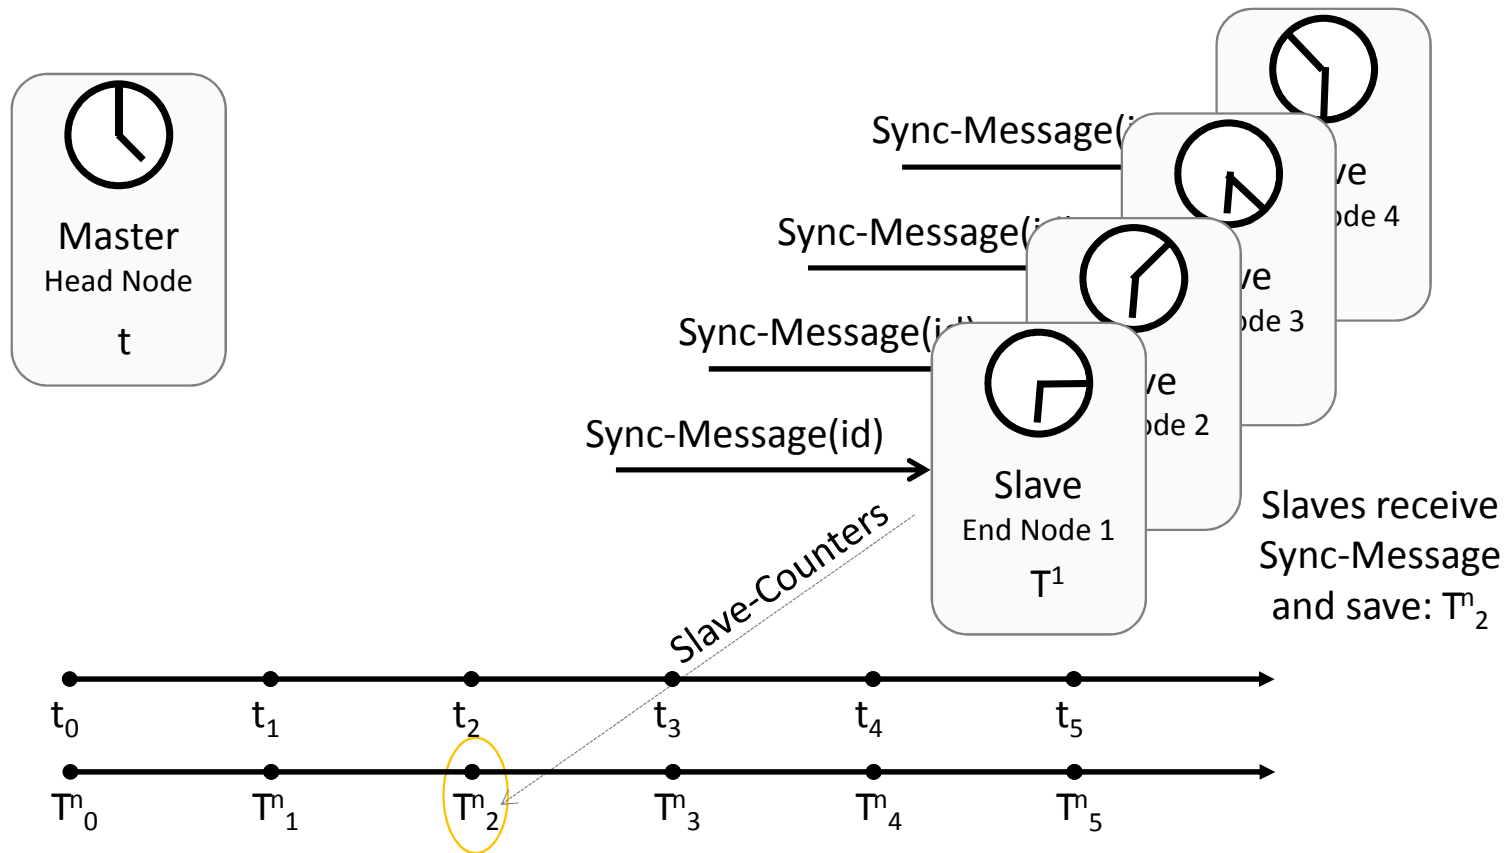 Master
Head Node
t
Sync-Message(i
ve
ode 4
Sync-Message(id)
ve
ode 3
Sync-Message(id)
ve
ode 2
Sync-Message(id)
Slave
End Node 1
T¹
Slaves receive
Sync-Message
and save: Tⁿ₂
Slave-Counters
t₀ t₁ t₂ t₃ t₄ t₅
Tⁿ₀ Tⁿ₁ Tⁿ₂ Tⁿ₃ Tⁿ₄ Tⁿ₅